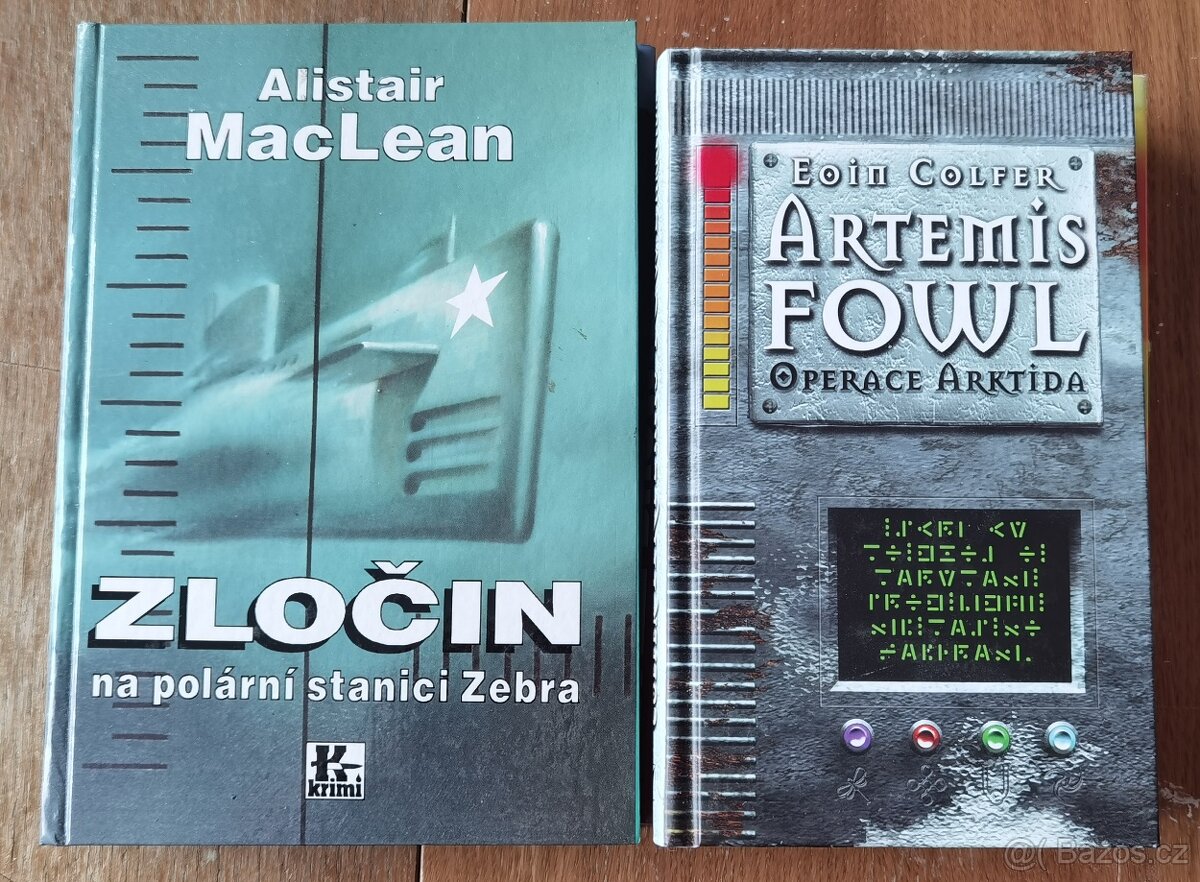 Alistair
MacLean
ZLOČIN
na polární stanici Zebra
K
krimi
Eoin Colfer
Artemis
Fowl
Operace Arktida
@( Bazos.cz